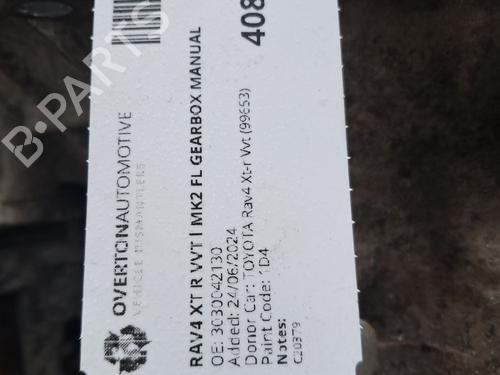 OVERTONAUTOMOTIVE
VEHICLE DISMANTLERS
408
RAV4 XT R VVT I MK2 FL GEARBOX MANUAL
OE: 3030042130
Added: 24/06/2024
Donor Car: TOYOTA Rav4 Xt-r Vvt (99653)
Paint Code: 1D4
Notes:
C20379
B-PARTS